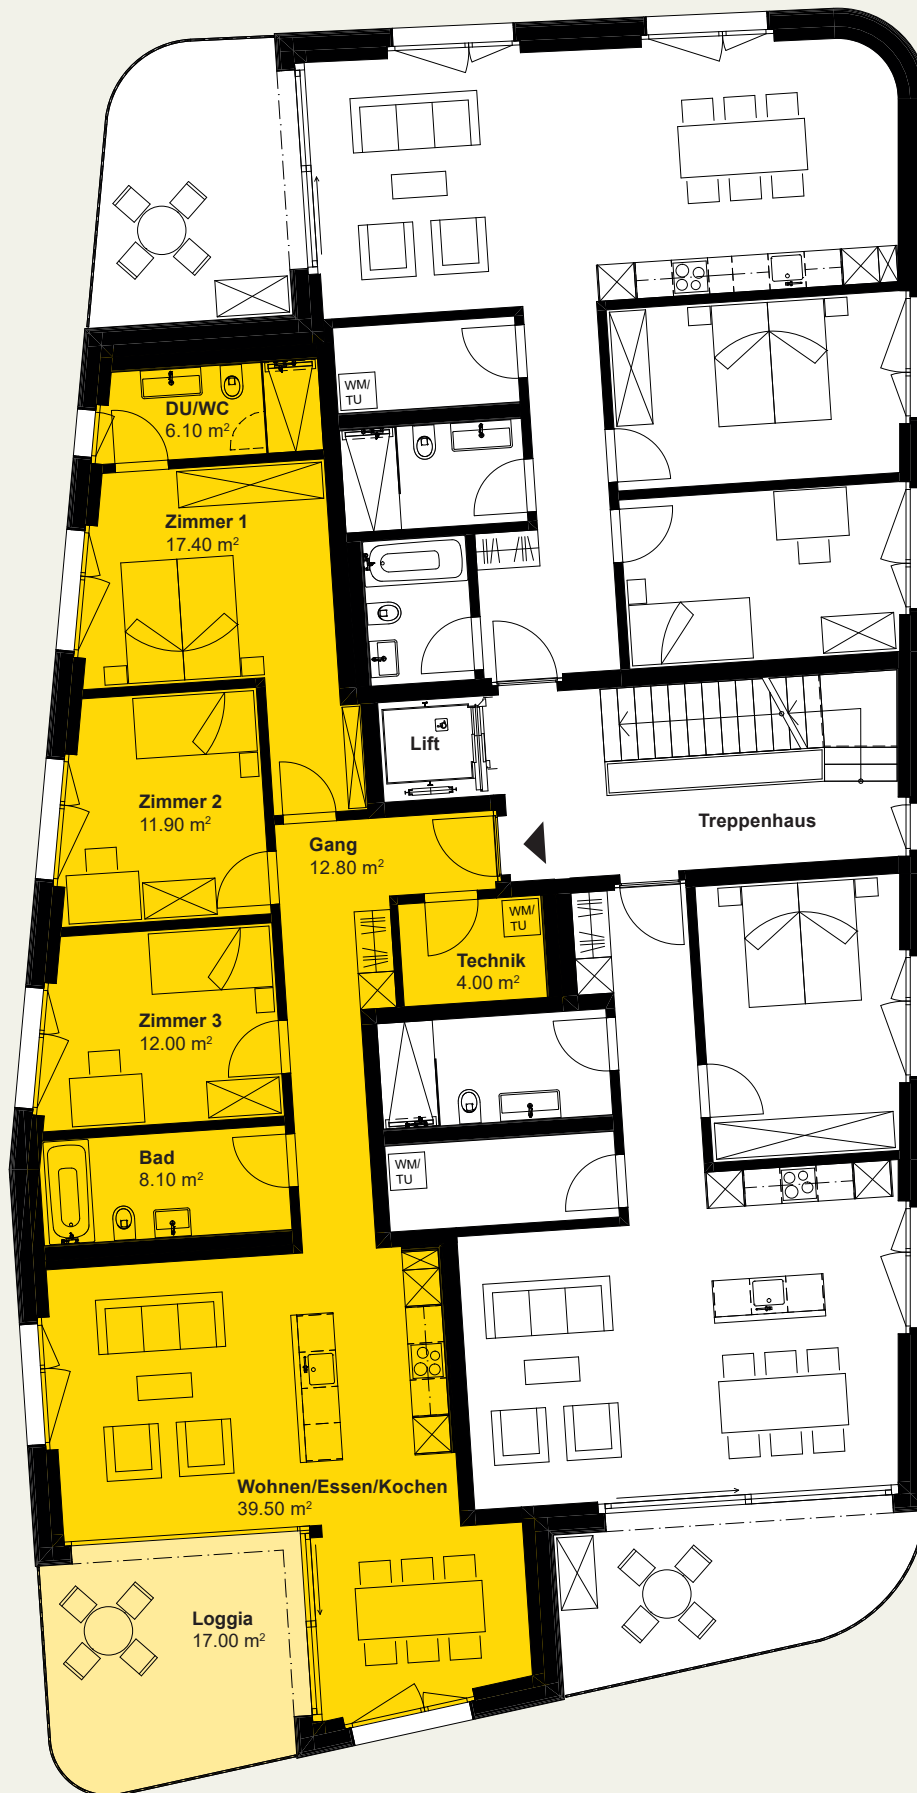 WM/
TU
DU/WC
6.10 m²
Zimmer 1
17.40 m²
Lift
Zimmer 2
11.90 m²
Treppenhaus
Gang
12.80 m²
WM/
TU
Technik
4.00 m²
Zimmer 3
12.00 m²
Bad
8.10 m²
WM/
TU
Wohnen/Essen/Kochen
39.50 m²
Loggia
17.00 m²